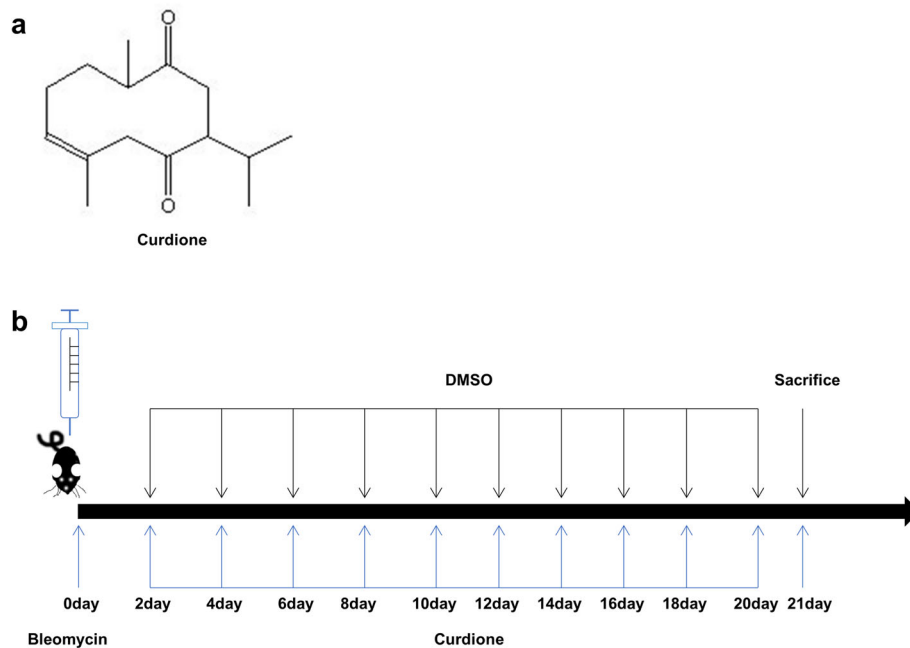 a
O
O
Curdione
b
DMSO Sacrifice
0day 2day 4day 6day 8day 10day 12day 14day 16day 18day 20day 21day
Bleomycin Curdione